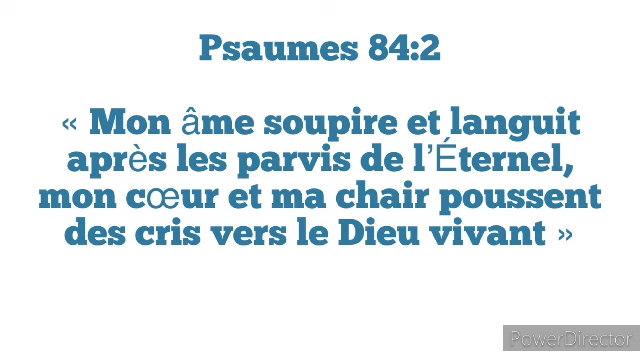 Psaumes 84:2
« Mon âme soupire et languit
après les parvis de l’Éternel,
mon cœur et ma chair poussent
des cris vers le Dieu vivant »
PowerDirector